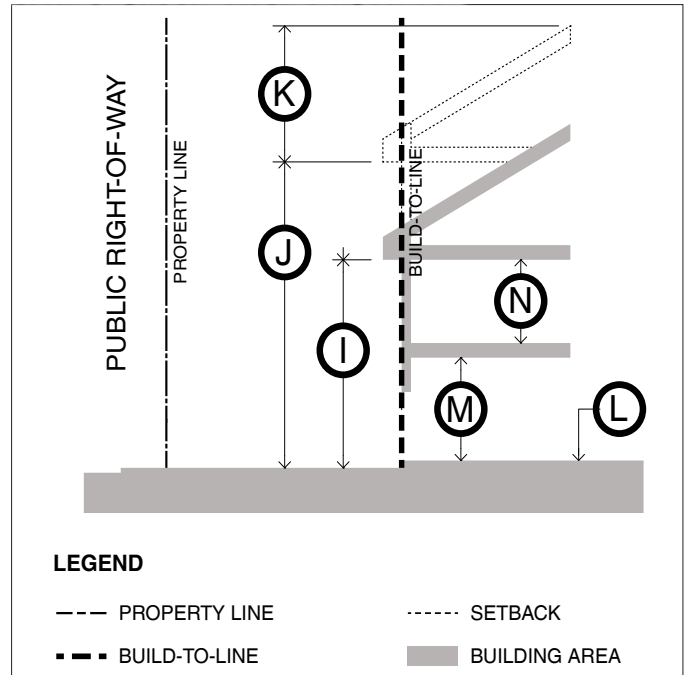 K
PUBLIC RIGHT-OF-WAY
PROPERTY LINE
BUILD-TO-LINE
J
N
I
M
L
LEGEND
PROPERTY LINE
SETBACK
BUILD-TO-LINE
BUILDING AREA